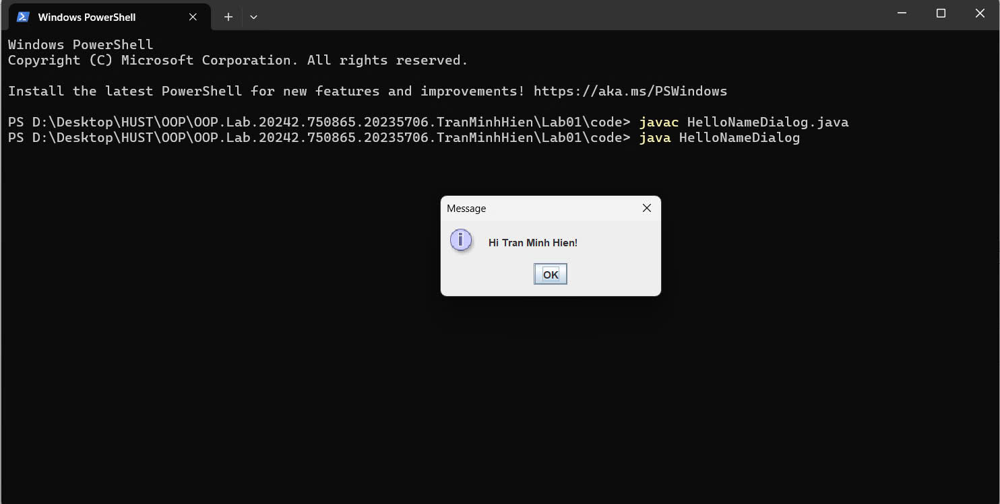 Windows PowerShell
Windows PowerShell
Copyright (C) Microsoft Corporation. All rights reserved.
Install the latest PowerShell for new features and improvements! https://aka.ms/PSWindows
PS D:\Desktop\HUST\OOP\OOP.Lab.20242.750865.20235706.TranMinhHien\Lab01\code> javac HelloNameDialog.java
PS D:\Desktop\HUST\OOP\OOP.Lab.20242.750865.20235706.TranMinhHien\Lab01\code> java HelloNameDialog
Message
Hi Tran Minh Hien!
OK